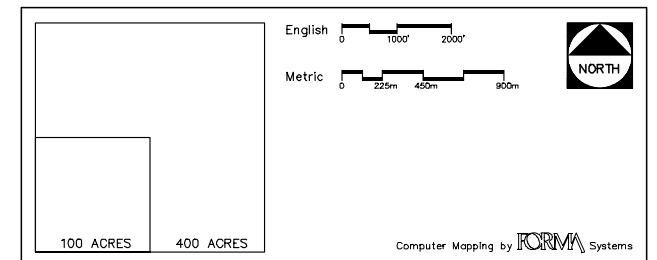 English
0 1000' 2000'
Metric
0 225m 450m 900m
NORTH
100 ACRES 400 ACRES
Computer Mapping by FORMA Systems